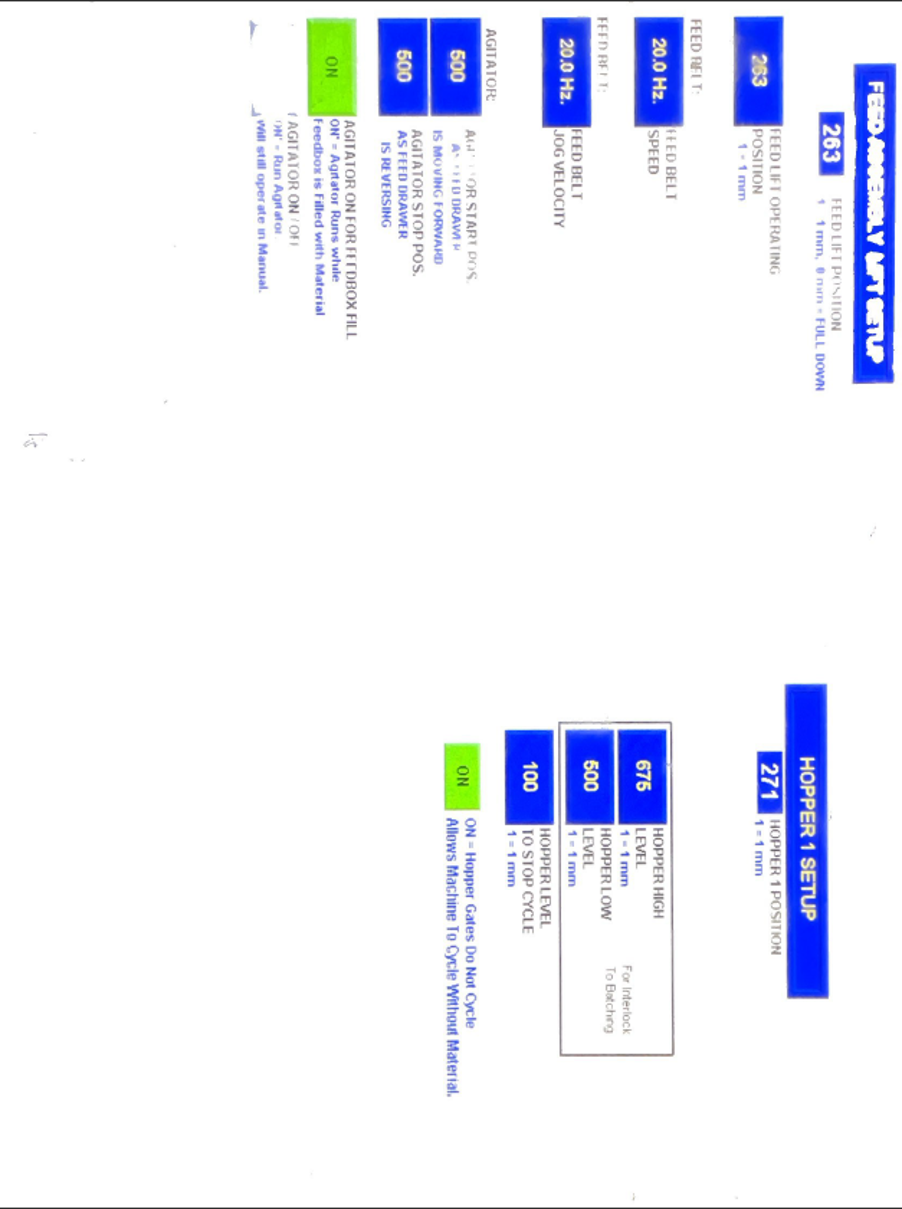 FEED ASSEMBLY LIFT SETUP
263
FEED LIFT POSITION
1 1 mm, 0 mm = FULL DOWN
263
FEED LIFT OPERATING
POSITION
1 = 1 mm
FEED BELT:
20.0 Hz.
FEED BELT
SPEED
FEED BELT:
20.0 Hz.
FEED BELT
JOG VELOCITY
AGITATOR:
500
START POS.
FEED DRAWER
IS MOVING FORWARD
500
AGITATOR STOP POS.
AS FEED DRAWER
IS REVERSING
ON
AGITATOR ON FOR FEEDBOX FILL
ON" = Agitator Runs while
Feedbox is Filled with Material
AGITATOR ON / OFF
ON" = Run Agitator
Will still operate in Manual.
HOPPER 1 SETUP
271
HOPPER 1 POSITION
1 = 1 mm
675
HOPPER HIGH
LEVEL
1 = 1 mm
500
HOPPER LOW
LEVEL
1 = 1 mm
For Interlock
To Batching
100
HOPPER LEVEL
TO STOP CYCLE
1 = 1 mm
ON
ON = Hopper Gates Do Not Cycle
Allows Machine To Cycle Without Material.